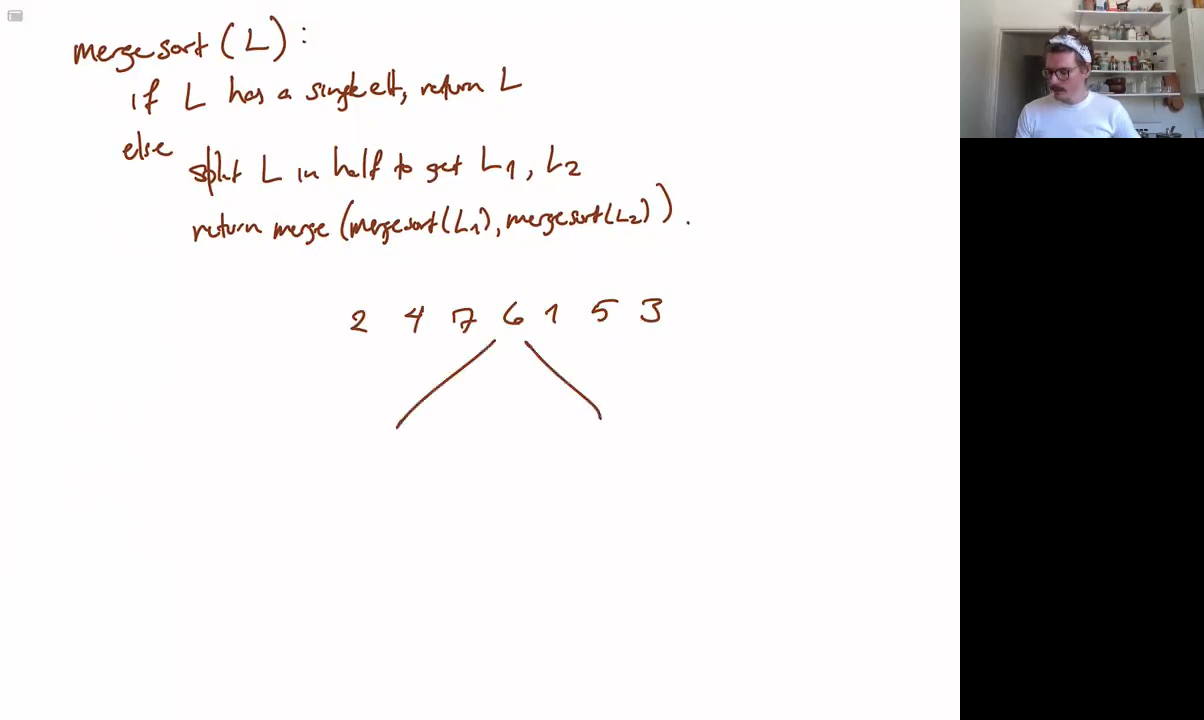 mergesort(L):
if L has a single elt, return L
else
split L in half to get L1, L2
return merge (mergesort(L1), mergesort(L2)).
2 4 7 6 1 5 3